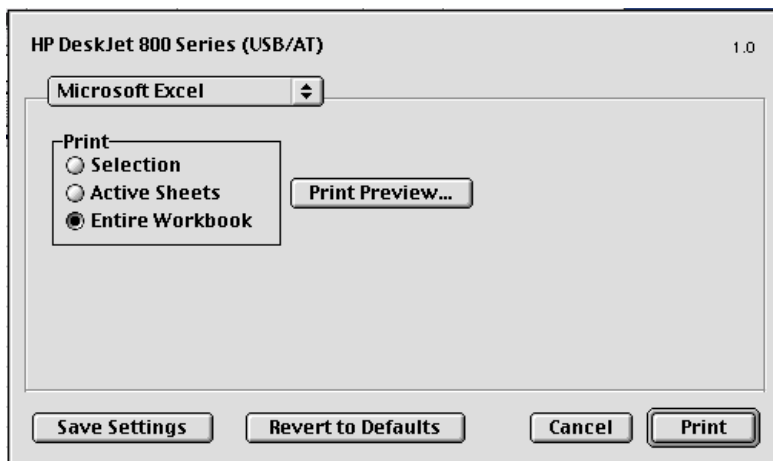 HP DeskJet 800 Series (USB/AT)
1.0
Microsoft Excel
Print
Selection
Active Sheets
Print Preview...
Entire Workbook
Save Settings
Revert to Defaults
Cancel
Print